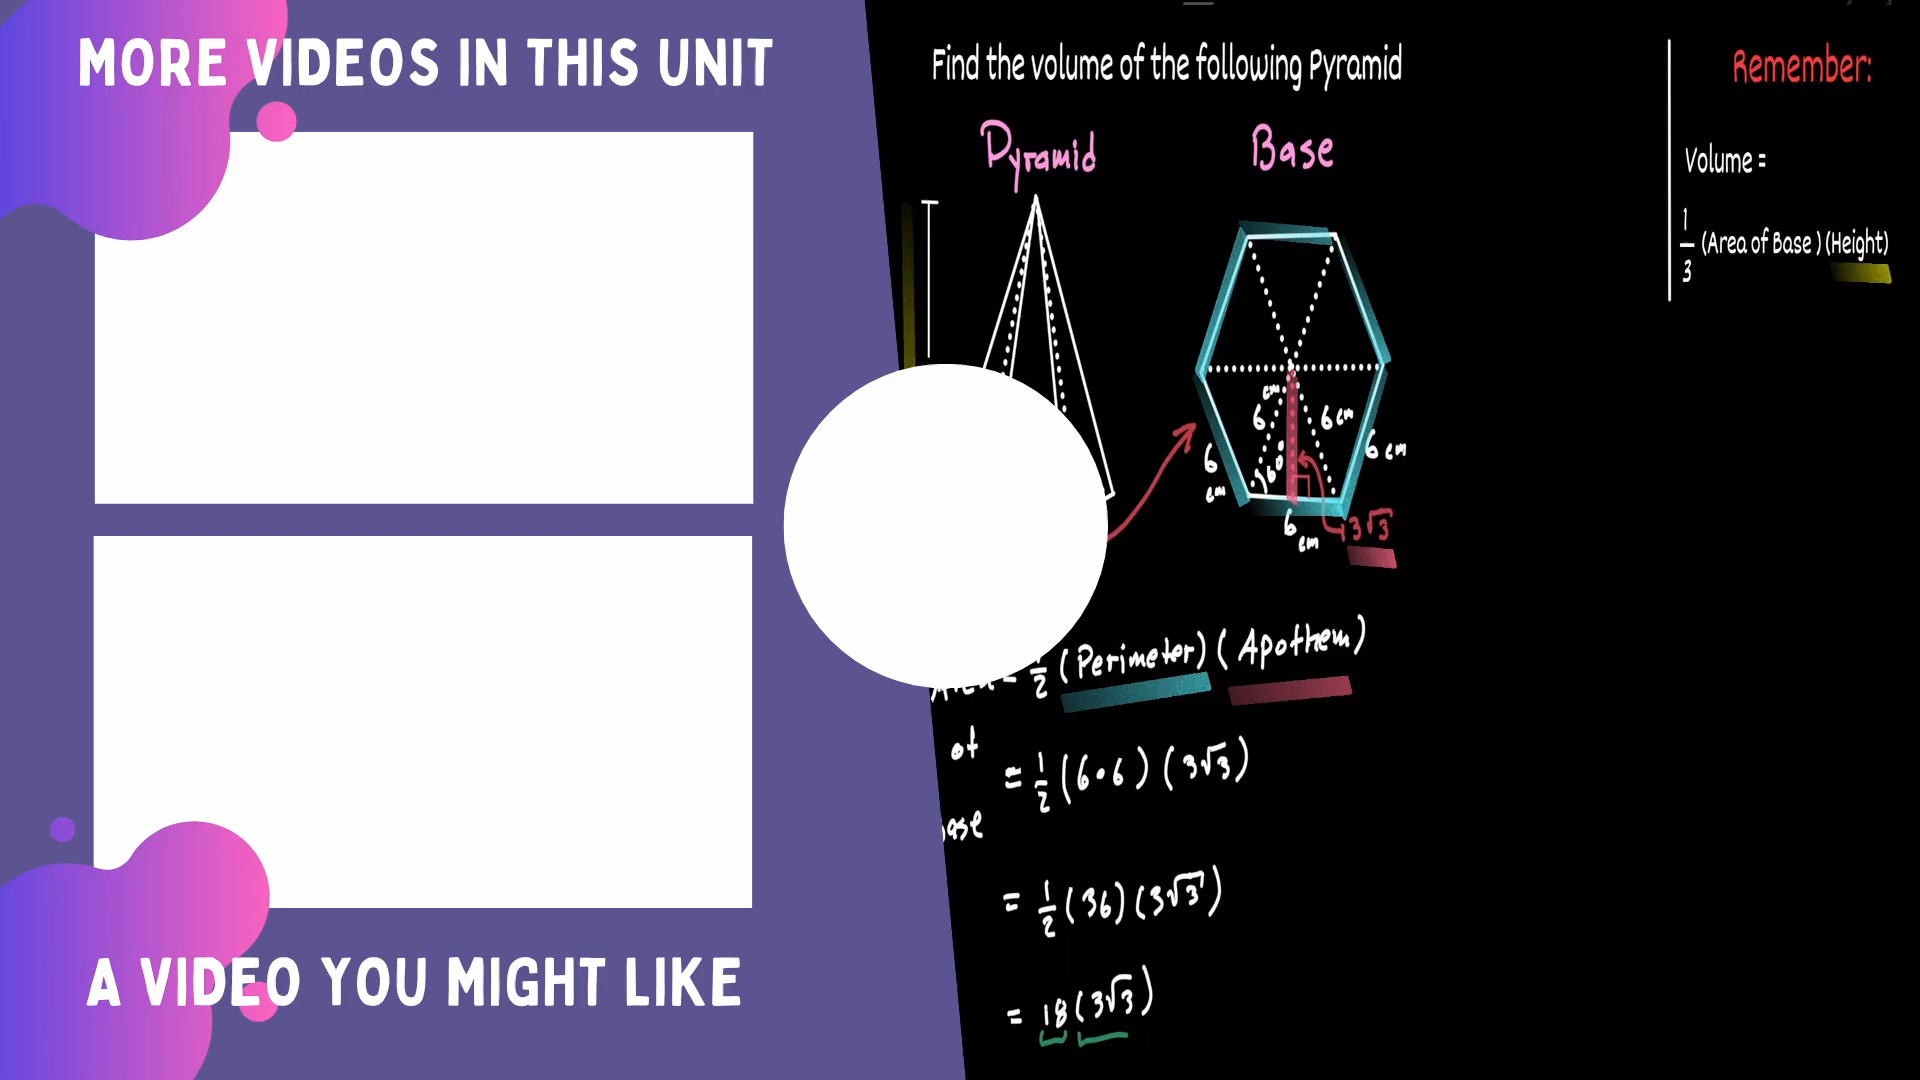 MORE VIDEOS IN THIS UNIT
A VIDEO YOU MIGHT LIKE
Find the volume of the following Pyramid
Pyramid
Base
6 cm
6 cm
6 cm
6 cm
60°
6 cm
3√3
= 1/2 (Perimeter) (Apothem)
of
= 1/2 (6•6) (3√3)
= 1/2 (36) (3√3)
= 18 (3√3)
Remember:
Volume =
1/3 (Area of Base ) (Height)